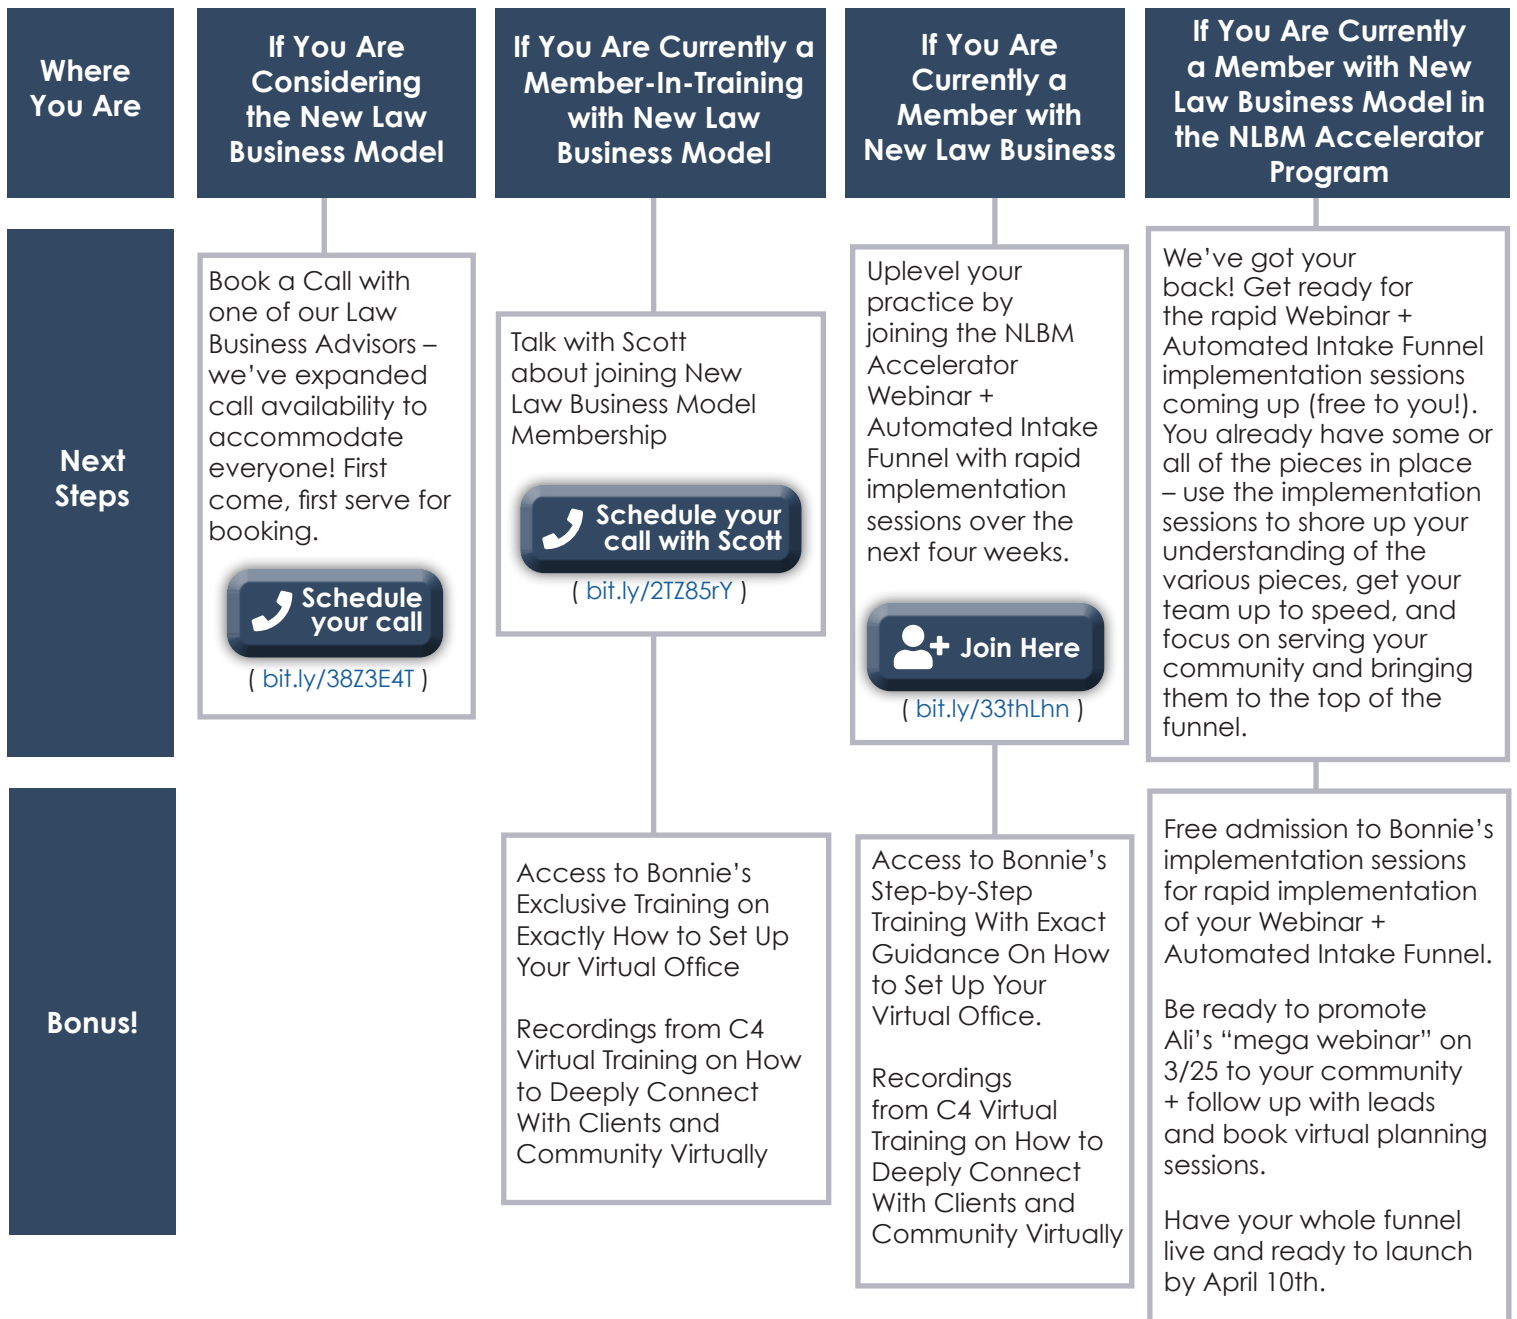 Where
You Are
If You Are
Considering
the New Law
Business Model
If You Are Currently a
Member-In-Training
with New Law
Business Model
If You Are
Currently a
Member with
New Law Business
If You Are Currently
a Member with New
Law Business Model in
the NLBM Accelerator
Program
Next
Steps
Book a Call with
one of our Law
Business Advisors –
we’ve expanded
call availability to
accommodate
everyone! First
come, first serve for
booking.
Schedule
your call
( bit.ly/38Z3E4T )
Talk with Scott
about joining New
Law Business Model
Membership
Schedule your
call with Scott
( bit.ly/2TZ85rY )
Uplevel your
practice by
joining the NLBM
Accelerator
Webinar +
Automated Intake
Funnel with rapid
implementation
sessions over the
next four weeks.
Join Here
( bit.ly/33thLhn )
We’ve got your
back! Get ready for
the rapid Webinar +
Automated Intake Funnel
implementation sessions
coming up (free to you!).
You already have some or
all of the pieces in place
– use the implementation
sessions to shore up your
understanding of the
various pieces, get your
team up to speed, and
focus on serving your
community and bringing
them to the top of the
funnel.
Bonus!
Access to Bonnie’s
Exclusive Training on
Exactly How to Set Up
Your Virtual Office
Recordings from C4
Virtual Training on How
to Deeply Connect
With Clients and
Community Virtually
Access to Bonnie’s
Step-by-Step
Training With Exact
Guidance On How
to Set Up Your
Virtual Office.
Recordings
from C4 Virtual
Training on How to
Deeply Connect
With Clients and
Community Virtually
Free admission to Bonnie’s
implementation sessions
for rapid implementation
of your Webinar +
Automated Intake Funnel.
Be ready to promote
Ali’s “mega webinar” on
3/25 to your community
+ follow up with leads
and book virtual planning
sessions.
Have your whole funnel
live and ready to launch
by April 10th.